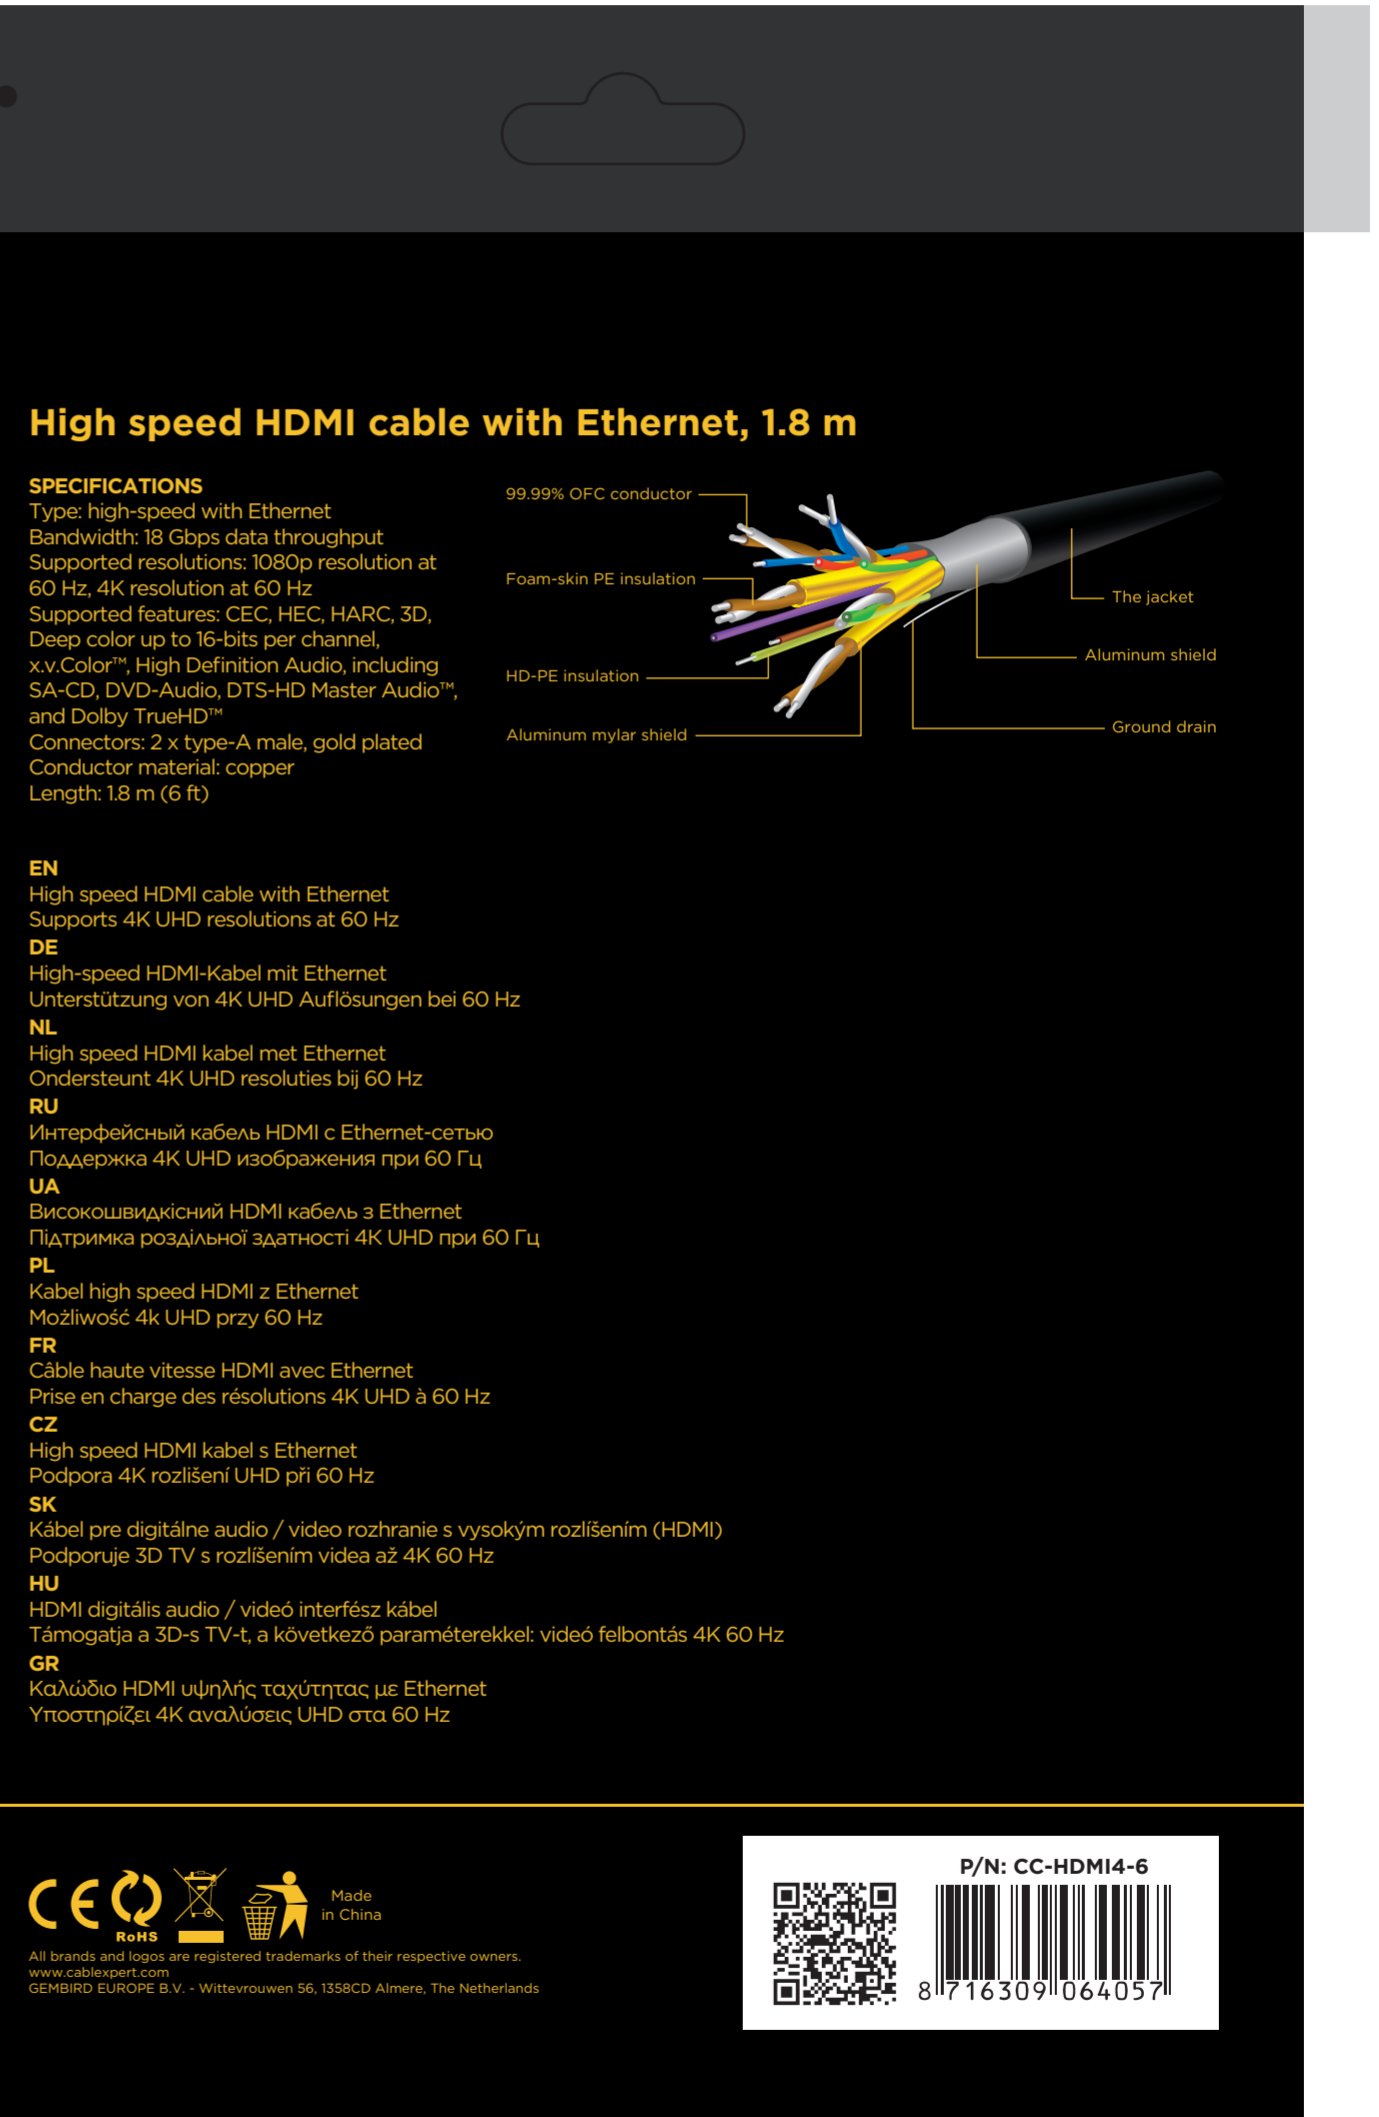 High speed HDMI cable with Ethernet, 1.8 m
SPECIFICATIONS
Type: high-speed with Ethernet
Bandwidth: 18 Gbps data throughput
Supported resolutions: 1080p resolution at
60 Hz, 4K resolution at 60 Hz
Supported features: CEC, HEC, HARC, 3D,
Deep color up to 16-bits per channel,
x.v.Color™, High Definition Audio, including
SA-CD, DVD-Audio, DTS-HD Master Audio™,
and Dolby TrueHD™
Connectors: 2 x type-A male, gold plated
Conductor material: copper
Length: 1.8 m (6 ft)
99.99% OFC conductor
Foam-skin PE insulation
HD-PE insulation
Aluminum mylar shield
The jacket
Aluminum shield
Ground drain
EN
High speed HDMI cable with Ethernet
Supports 4K UHD resolutions at 60 Hz
DE
High-speed HDMI-Kabel mit Ethernet
Unterstützung von 4K UHD Auflösungen bei 60 Hz
NL
High speed HDMI kabel met Ethernet
Ondersteunt 4K UHD resoluties bij 60 Hz
RU
Интерфейсный кабель HDMI с Ethernet-сетью
Поддержка 4K UHD изображения при 60 Гц
UA
Високошвидкісний HDMI кабель з Ethernet
Підтримка роздільної здатності 4K UHD при 60 Гц
PL
Kabel high speed HDMI z Ethernet
Możliwość 4k UHD przy 60 Hz
FR
Câble haute vitesse HDMI avec Ethernet
Prise en charge des résolutions 4K UHD à 60 Hz
CZ
High speed HDMI kabel s Ethernet
Podpora 4K rozlišení UHD při 60 Hz
SK
Kábel pre digitálne audio / video rozhranie s vysokým rozlíšením (HDMI)
Podporuje 3D TV s rozlíšením videa až 4K 60 Hz
HU
HDMI digitális audio / videó interfész kábel
Támogatja a 3D-s TV-t, a következő paraméterekkel: videó felbontás 4K 60 Hz
GR
Καλώδιο HDMI υψηλής ταχύτητας με Ethernet
Υποστηρίζει 4K αναλύσεις UHD στα 60 Hz
CE
RoHS
Made
in China
All brands and logos are registered trademarks of their respective owners.
www.cablexpert.com
GEMBIRD EUROPE B.V. - Wittevrouwen 56, 1358CD Almere, The Netherlands
P/N: CC-HDMI4-6
8 716309 064057